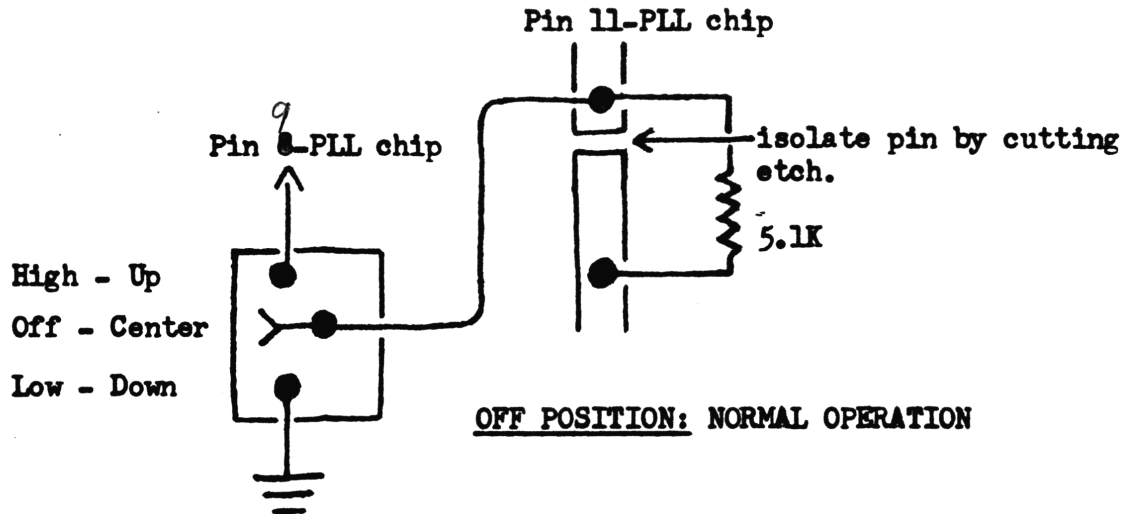 Pin 11-PLL chip
9
Pin -PLL chip
isolate pin by cutting
etch.
5.1K
High - Up
Off - Center
Low - Down
OFF POSITION: NORMAL OPERATION